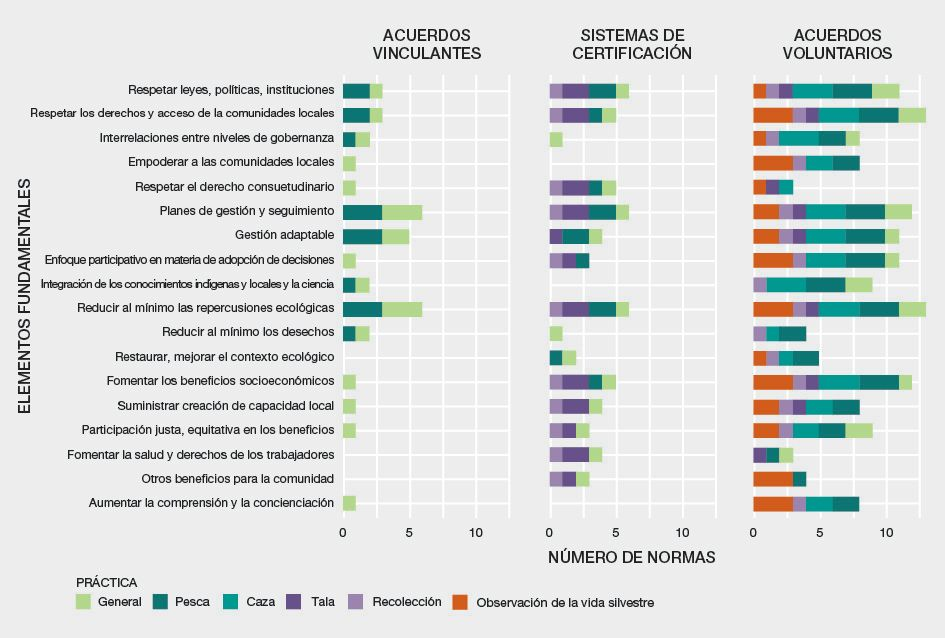 ACUERDOS
VINCULANTES
SISTEMAS DE
CERTIFICACIÓN
ACUERDOS
VOLUNTARIOS
ELEMENTOS FUNDAMENTALES
Respetar leyes, políticas, instituciones
Respetar los derechos y acceso de la comunidades locales
Interrelaciones entre niveles de gobernanza
Empoderar a las comunidades locales
Respetar el derecho consuetudinario
Planes de gestión y seguimiento
Gestión adaptable
Enfoque participativo en materia de adopción de decisiones
Integración de los conocimientos indígenas y locales y la ciencia
Reducir al mínimo las repercusiones ecológicas
Reducir al mínimo los desechos
Restaurar, mejorar el contexto ecológico
Fomentar los beneficios socioeconómicos
Suministrar creación de capacidad local
Participación justa, equitativa en los beneficios
Fomentar la salud y derechos de los trabajadores
Otros beneficios para la comunidad
Aumentar la comprensión y la concienciación
0 5 10 0 5 10 0 5 10
NÚMERO DE NORMAS
PRÁCTICA
General Pesca Caza Tala Recolección Observación de la vida silvestre